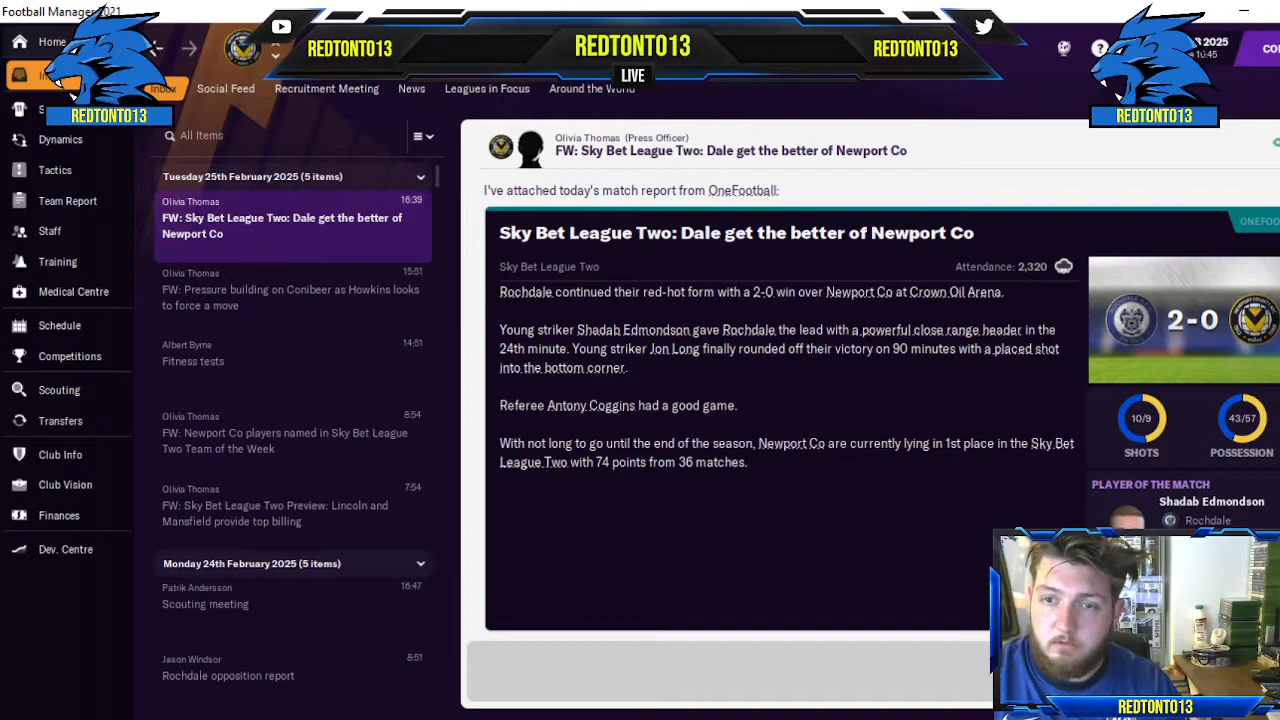 Football Manager 2021
REDTONTO13
REDTONTO13
REDTONTO13
LIVE
REDTONTO13
REDTONTO13
Home
2025
16:45
Inbox
Social Feed
Recruitment Meeting
News
Leagues in Focus
Around the World
Dynamics
Tactics
Team Report
Staff
Training
Medical Centre
Schedule
Competitions
Scouting
Transfers
Club Info
Club Vision
Finances
Dev. Centre
All Items
Tuesday 25th February 2025 (5 items)
Olivia Thomas 16:39
FW: Sky Bet League Two: Dale get the better of
Newport Co
Olivia Thomas 15:51
FW: Pressure building on Conibeer as Howkins looks
to force a move
Albert Byrne 14:51
Fitness tests
Olivia Thomas 8:54
FW: Newport Co players named in Sky Bet League
Two Team of the Week
Olivia Thomas 7:54
FW: Sky Bet League Two Preview: Lincoln and
Mansfield provide top billing
Monday 24th February 2025 (5 items)
Patrik Andersson 16:47
Scouting meeting
Jason Windsor 8:51
Rochdale opposition report
Olivia Thomas (Press Officer)
FW: Sky Bet League Two: Dale get the better of Newport Co
I've attached today's match report from OneFootball:
ONEFOO
Sky Bet League Two: Dale get the better of Newport Co
Sky Bet League Two Attendance: 2,320
Rochdale continued their red-hot form with a 2-0 win over Newport Co at Crown Oil Arena.
Young striker Shadab Edmondson gave Rochdale the lead with a powerful close range header in the
24th minute. Young striker Jon Long finally rounded off their victory on 90 minutes with a placed shot
into the bottom corner.
Referee Antony Coggins had a good game.
With not long to go until the end of the season, Newport Co are currently lying in 1st place in the Sky Bet
League Two with 74 points from 36 matches.
2-0
10/9
43/57
SHOTS
POSSESSION
PLAYER OF THE MATCH
Shadab Edmondson
Rochdale
REDTONTO13